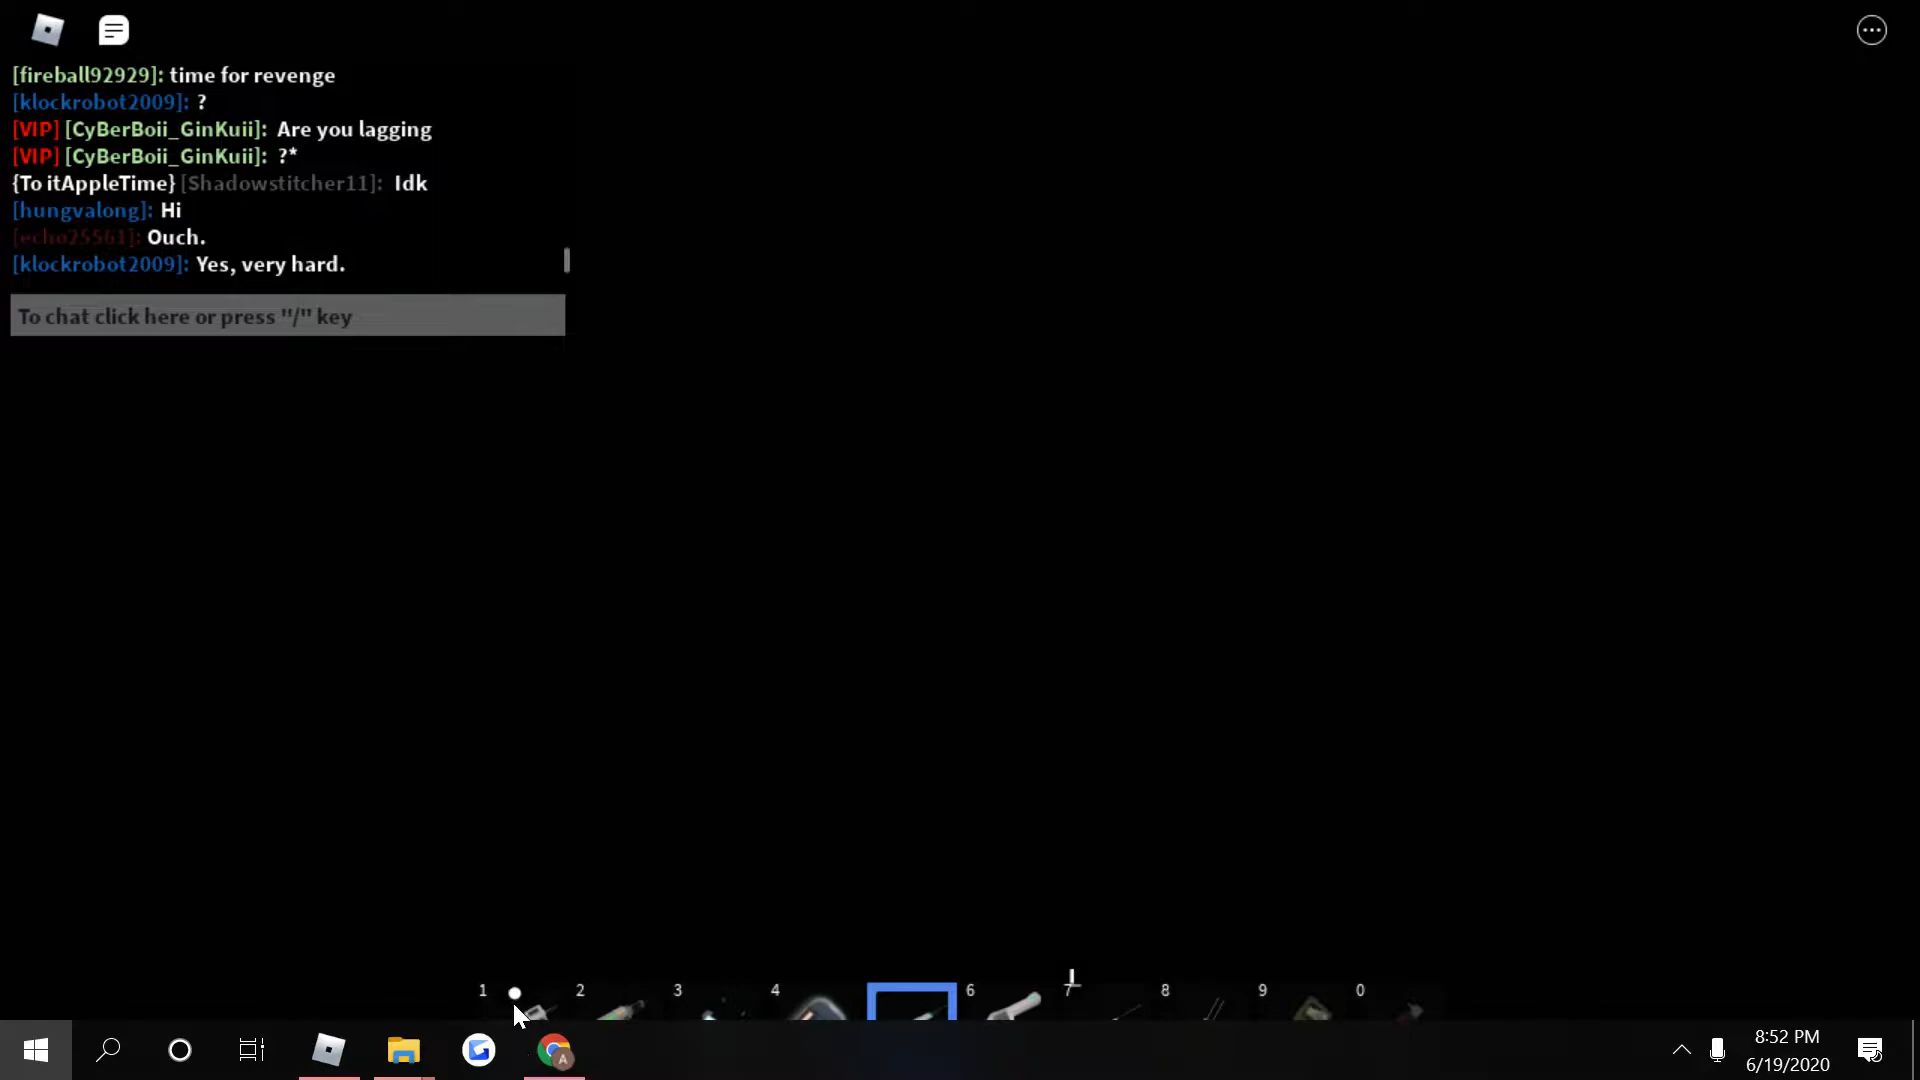 [fireball92929]: time for revenge
[klockrobot2009]: ?
[VIP] [CyBerBoii_GinKuii]: Are you lagging
[VIP] [CyBerBoii_GinKuii]: ?*
{To itAppleTime} [Shadowstitcher11]: Idk
[hungvalong]: Hi
[echo25561]: Ouch.
[klockrobot2009]: Yes, very hard.
To chat click here or press "/" key
1 2 3 4 6 7 8 9 0
A
8:52 PM
6/19/2020